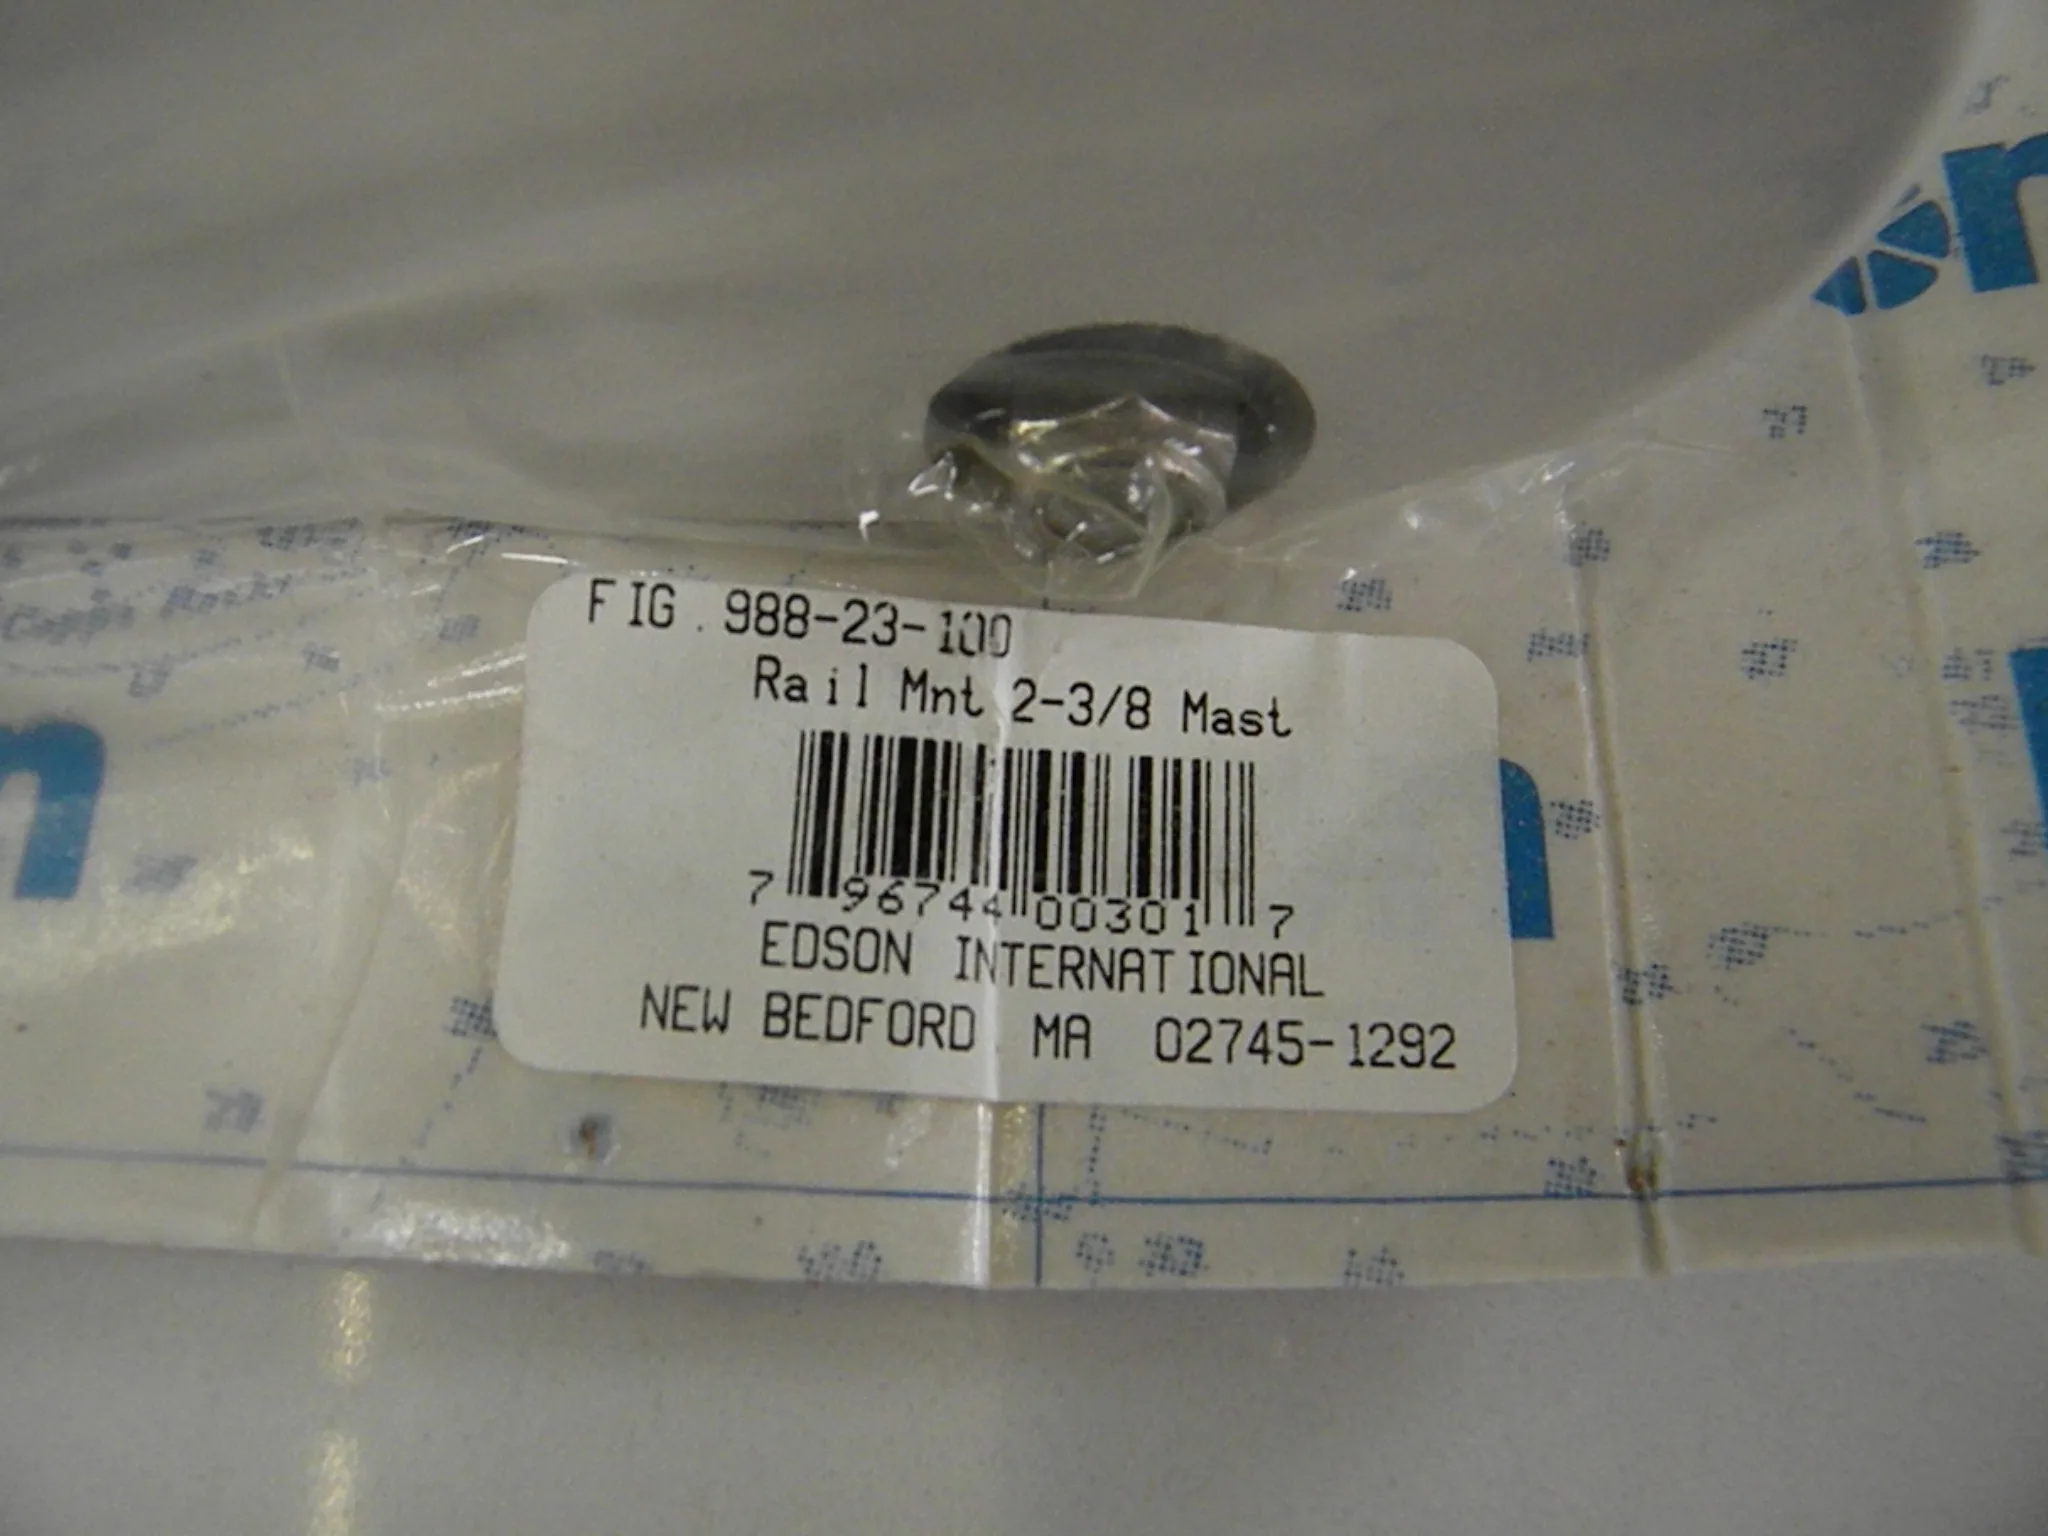 FIG. 988-23-100
Rail Mnt 2-3/8 Mast
7 96744 00301 7
EDSON INTERNATIONAL
NEW BEDFORD MA 02745-1292